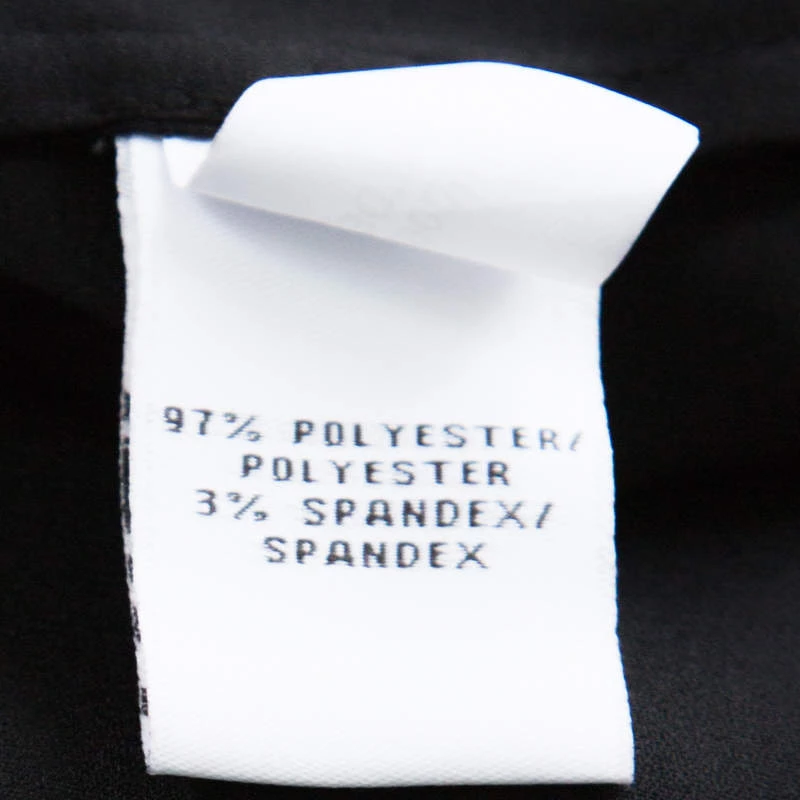 97% POLYESTER/
POLYESTER
3% SPANDEX/
SPANDEX